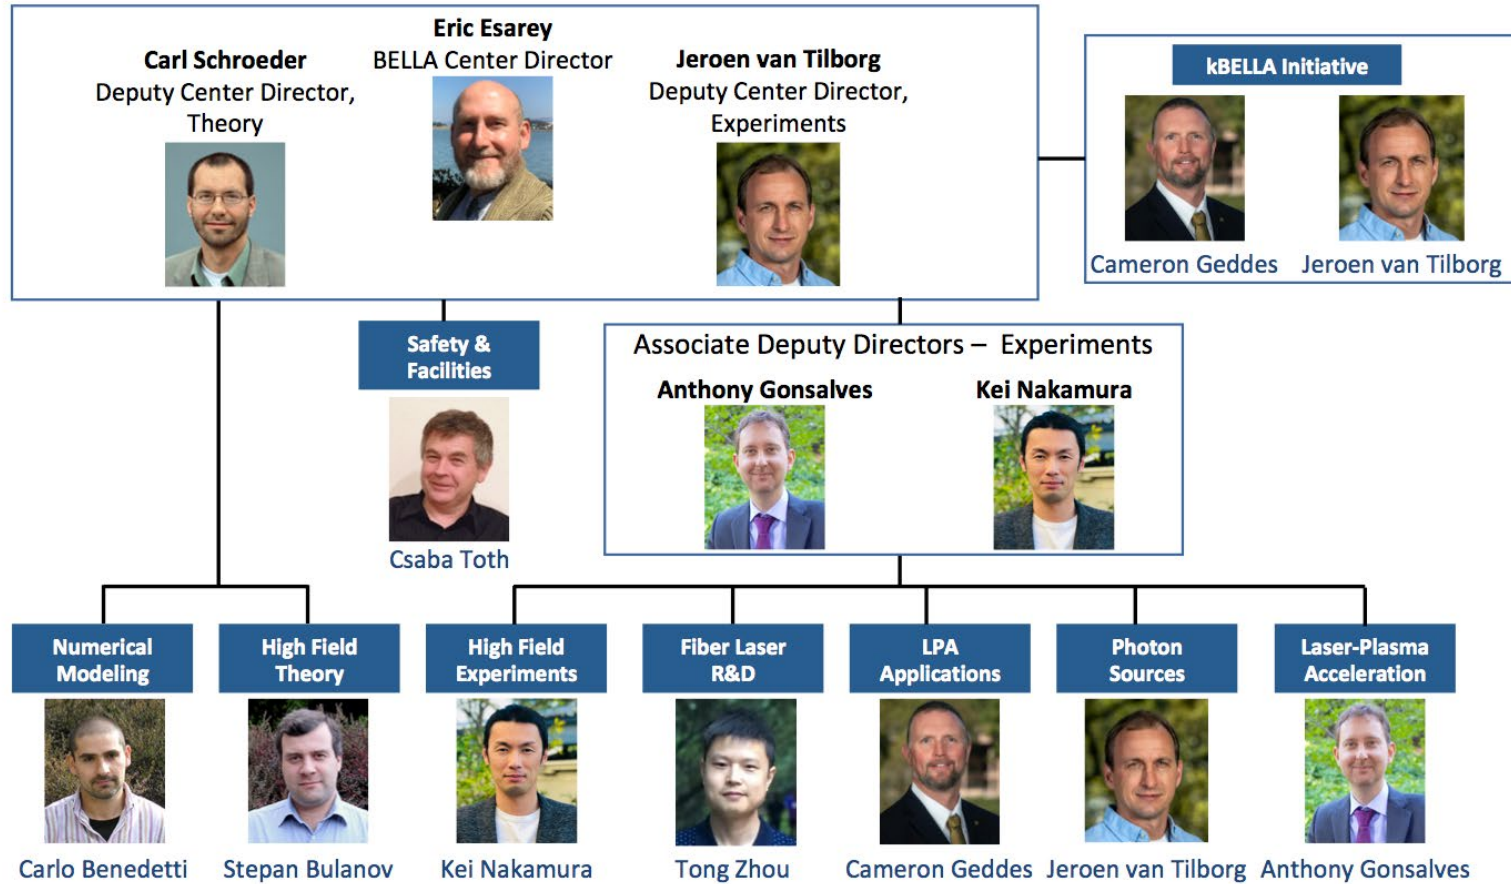 Eric Esarey
BELLA Center Director
Carl Schroeder
Deputy Center Director,
Theory
Jeroen van Tilborg
Deputy Center Director,
Experiments
kBELLA Initiative
Cameron Geddes
Jeroen van Tilborg
Safety &
Facilities
Csaba Toth
Associate Deputy Directors – Experiments
Anthony Gonsalves
Kei Nakamura
Numerical
Modeling
Carlo Benedetti
High Field
Theory
Stepan Bulanov
High Field
Experiments
Kei Nakamura
Fiber Laser
R&D
Tong Zhou
LPA
Applications
Cameron Geddes
Photon
Sources
Jeroen van Tilborg
Laser-Plasma
Acceleration
Anthony Gonsalves